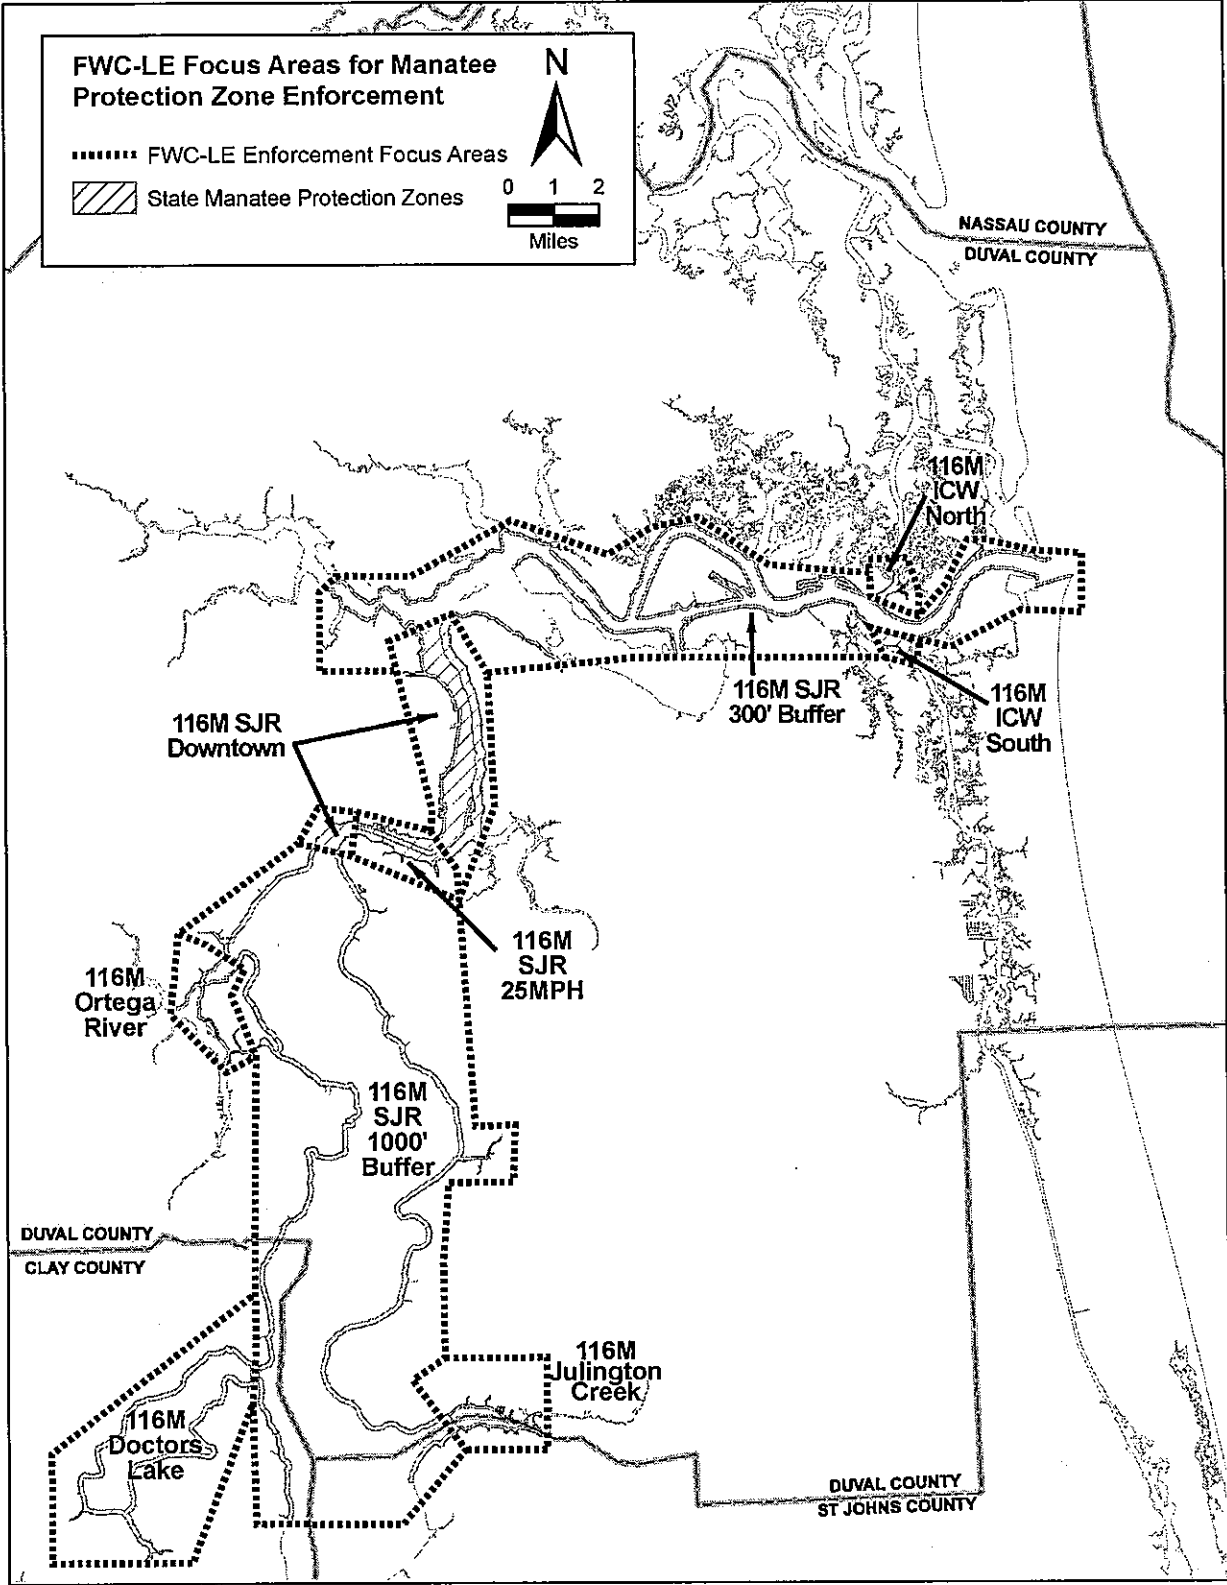 FWC-LE Focus Areas for Manatee
Protection Zone Enforcement
N
FWC-LE Enforcement Focus Areas
State Manatee Protection Zones
0 1 2
Miles
NASSAU COUNTY
DUVAL COUNTY
116M
ICW
North
116M SJR
300' Buffer
116M
ICW
South
116M SJR
Downtown
116M
SJR
25MPH
116M
Ortega
River
116M
SJR
1000'
Buffer
DUVAL COUNTY
CLAY COUNTY
116M
Julington
Creek
116M
Doctors
Lake
DUVAL COUNTY
ST JOHNS COUNTY